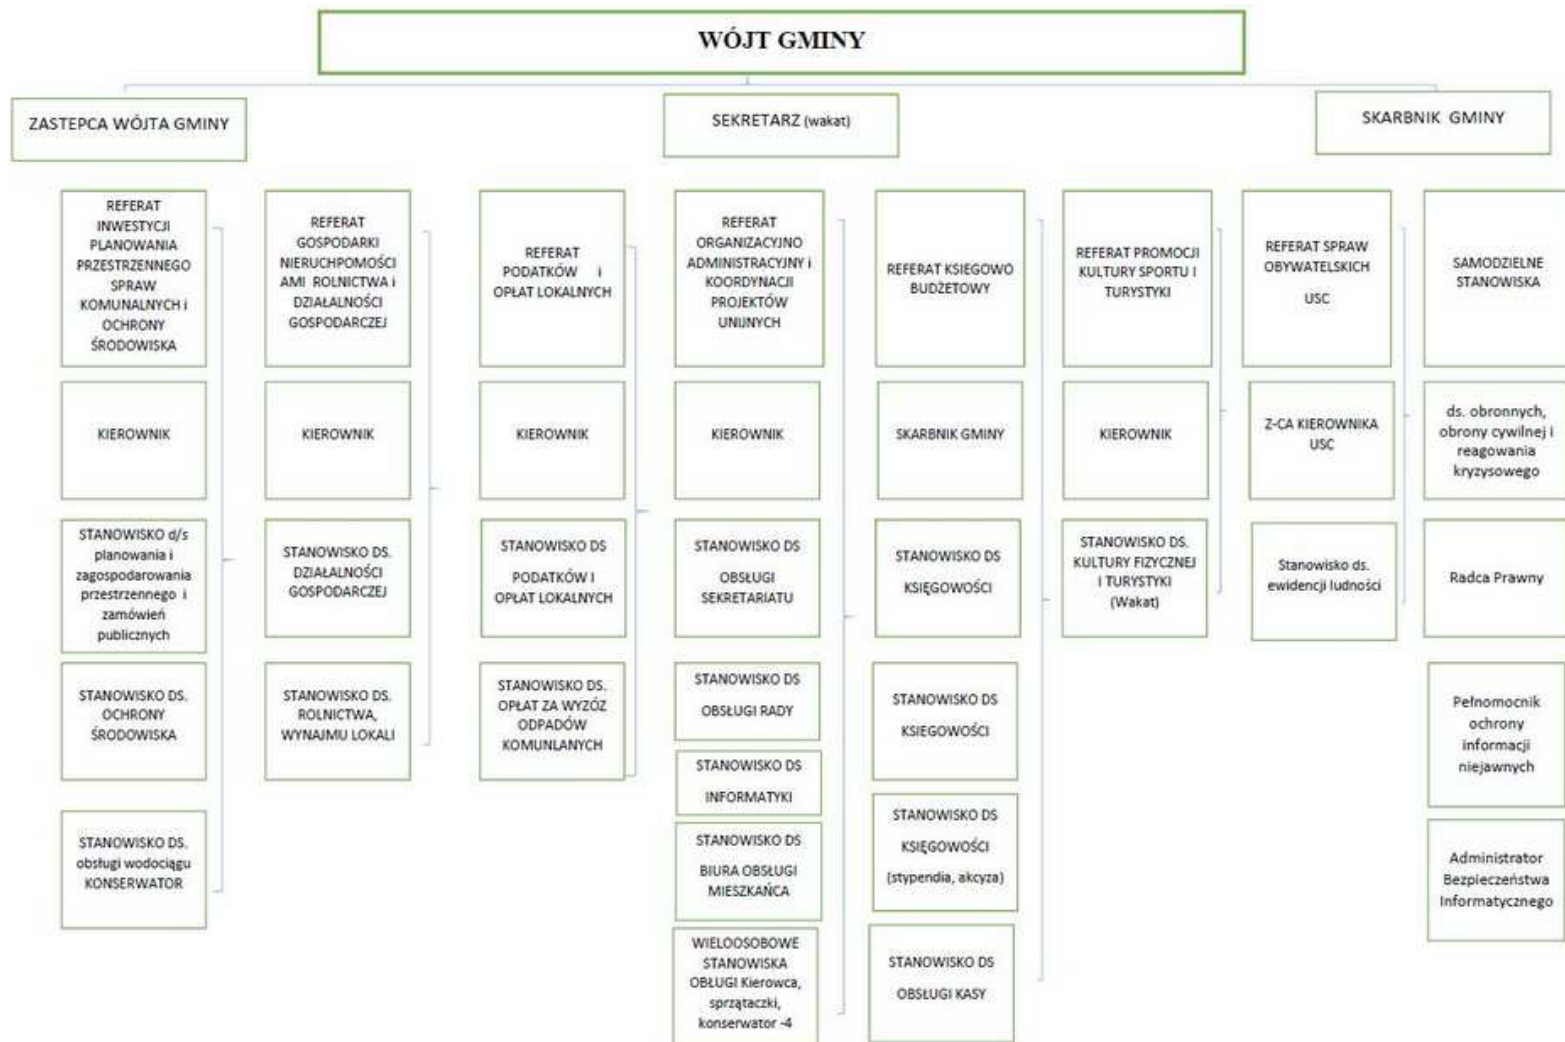 WÓJT GMINY
ZASTEPCA WÓJTA GMINY
SEKRETARZ (wakat)
SKARBNIK GMINY
REFERAT
INWESTYCJI
PLANOWANIA
PRZESTRZENNEGO
SPRAW
KOMUNALNYCH i
OCHRONY
ŚRODOWISKA
KIEROWNIK
STANOWISKO d/s
planowania i
zagospodarowania
przestrzennego i
zamówień
publicznych
STANOWISKO DS.
OCHRONY
ŚRODOWISKA
STANOWISKO DS.
obsługi wodociągu
KONSERWATOR
REFERAT
GOSPODARKI
NIERUCHPOMOŚCI
AMI ROLNICTWA i
DZIAŁALNOŚCI
GOSPODARCZEJ
KIEROWNIK
STANOWISKO DS.
DZIAŁALNOŚCI
GOSPODARCZEJ
STANOWISKO DS.
ROLNICTWA,
WYNAJMU LOKALI
REFERAT
PODATKÓW i
OPŁAT LOKALNYCH
KIEROWNIK
STANOWISKO DS
PODATKÓW I
OPŁAT LOKALNYCH
STANOWISKO DS.
OPŁAT ZA WYZÓZ
ODPADÓW
KOMUNLANYCH
REFERAT
ORGANIZACYJNO
ADMINISTRACYJNY i
KOORDYNACJI
PROJEKTÓW
UNIJNYCH
KIEROWNIK
STANOWISKO DS
OBSŁUGI
SEKRETARIATU
STANOWISKO DS
OBSŁUGI RADY
STANOWISKO DS
INFORMATYKI
STANOWISKO DS
BIURA OBSŁUGI
MIESZKAŃCA
WIELOOSOBOWE
STANOWISKA
OBŁUGI Kierowca,
sprzątaczki,
konserwator -4
REFERAT KSIEGOWO
BUDŻETOWY
SKARBNIK GMINY
STANOWISKO DS
KSIĘGOWOŚCI
STANOWISKO DS
KSIEGOWOŚCI
STANOWISKO DS
KSIĘGOWOŚCI
(stypendia, akcyza)
STANOWISKO DS
OBSŁUGI KASY
REFERAT PROMOCJI
KULTURY SPORTU I
TURYSTYKI
KIEROWNIK
STANOWISKO DS.
KULTURY FIZYCZNEJ
I TURYSTYKI
(Wakat)
REFERAT SPRAW
OBYWATELSKICH
USC
Z-CA KIEROWNIKA
USC
Stanowisko ds.
ewidencji ludności
SAMODZIELNE
STANOWISKA
ds. obronnych,
obrony cywilnej i
reagowania
kryzysowego
Radca Prawny
Pełnomocnik
ochrony
informacji
niejawnych
Administrator
Bezpieczeństwa
Informatycznego